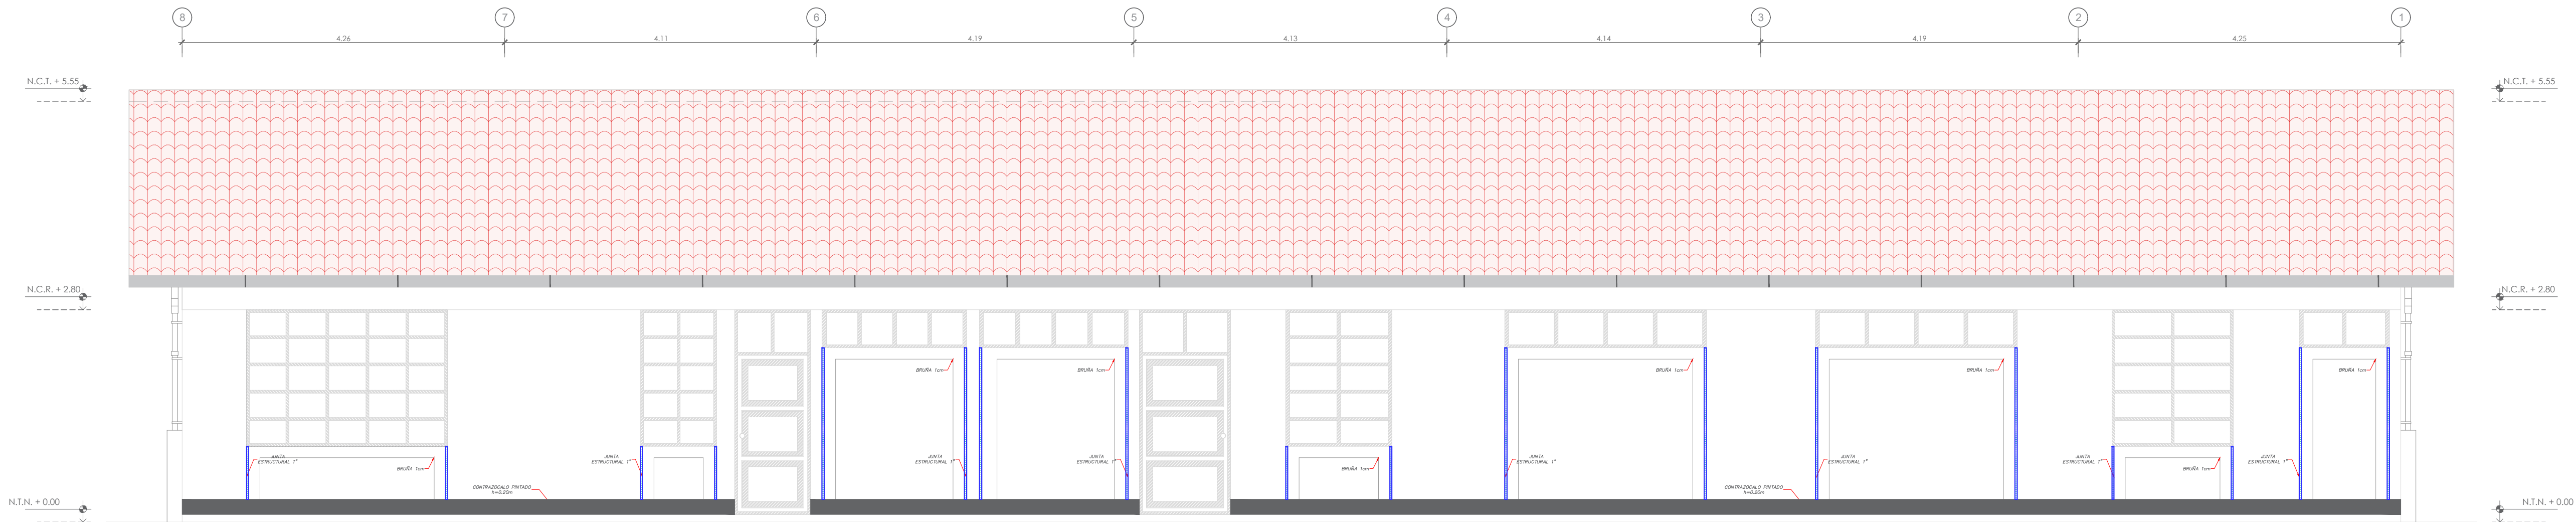 8 7 6 5 4 3 2 1
4.26 4.11 4.19 4.13 4.14 4.19 4.25
N.C.T. + 5.55 N.C.T. + 5.55
N.C.R. + 2.80 N.C.R. + 2.80
BRUÑA 1cm BRUÑA 1cm BRUÑA 1cm BRUÑA 1cm BRUÑA 1cm
JUNTA JUNTA JUNTA JUNTA JUNTA JUNTA JUNTA JUNTA
ESTRUCTURAL 1" ESTRUCTURAL 1" ESTRUCTURAL 1" ESTRUCTURAL 1" ESTRUCTURAL 1" ESTRUCTURAL 1" ESTRUCTURAL 1" ESTRUCTURAL 1"
BRUÑA 1cm BRUÑA 1cm BRUÑA 1cm
CONTRAZOCALO PINTADO CONTRAZOCALO PINTADO
h=0.20m h=0.20m
N.T.N. + 0.00 N.T.N. + 0.00